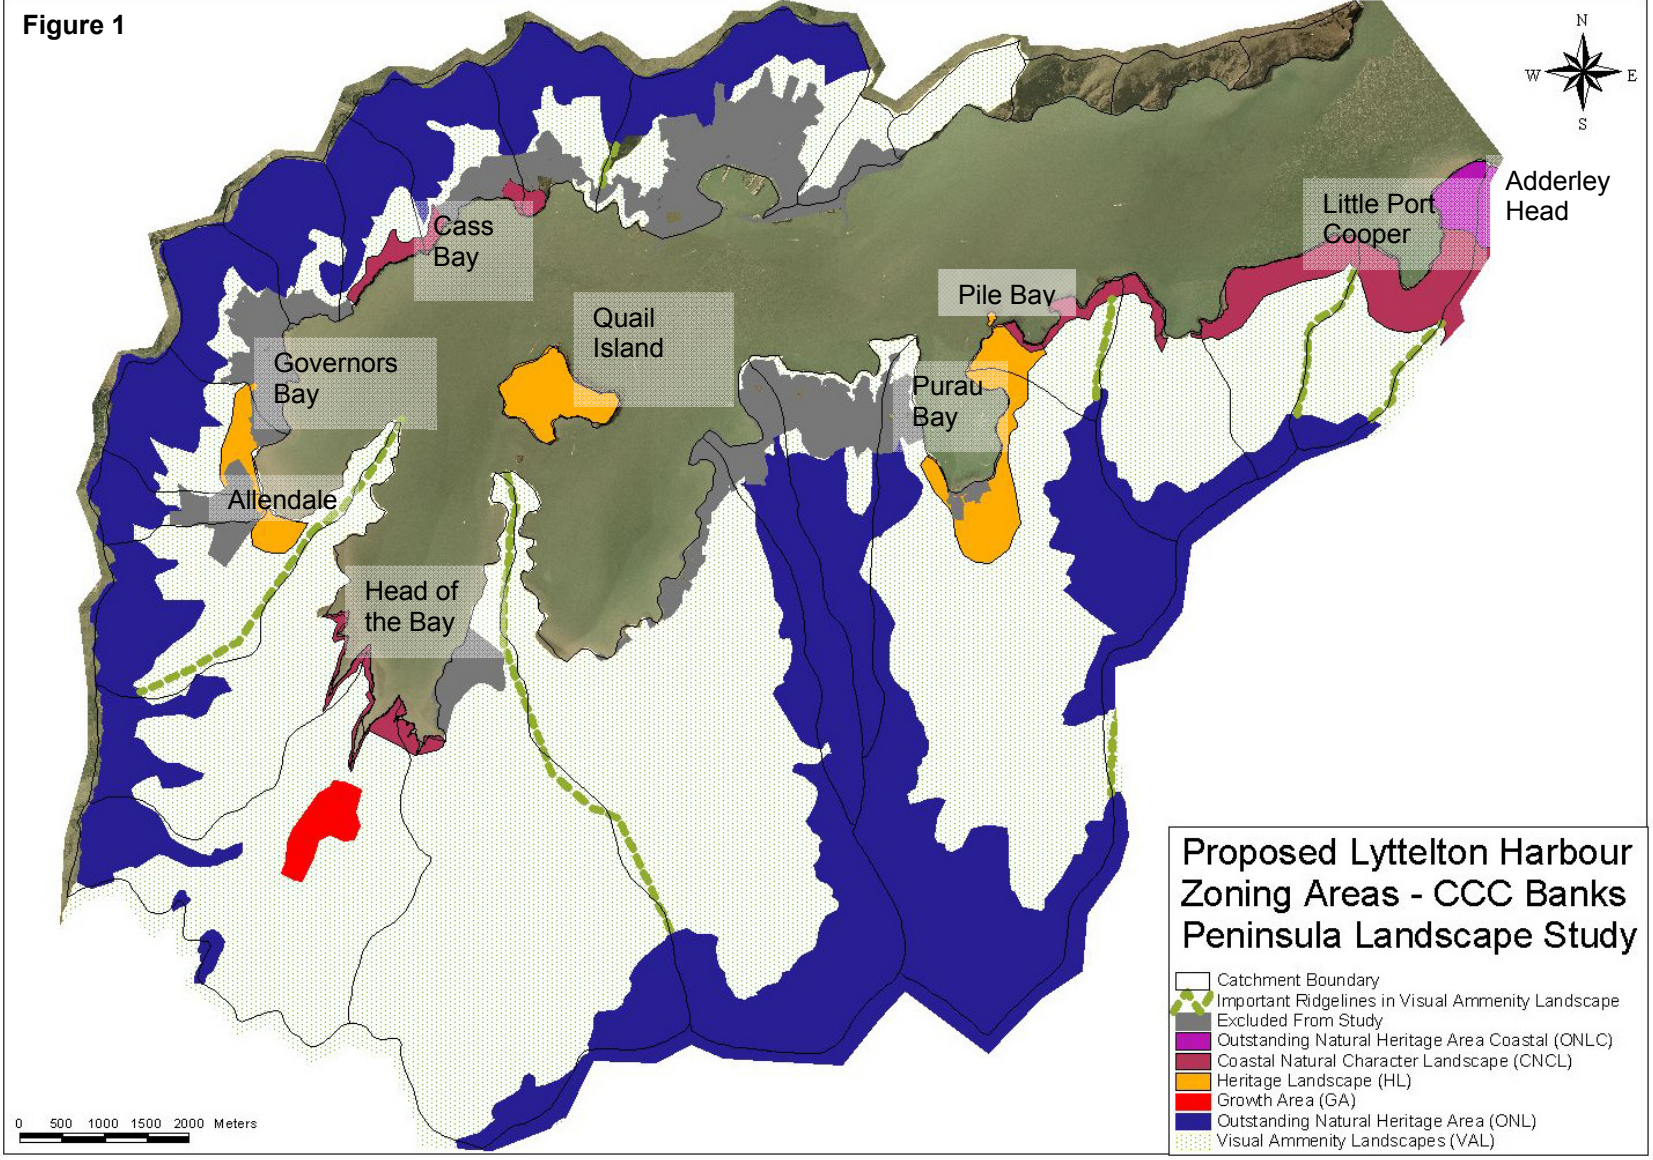 Figure 1
N
W
E
S
Adderley
Head
Little Port
Cooper
Cass
Bay
Pile Bay
Quail
Island
Governors
Bay
Purau
Bay
Allendale
Head of
the Bay
Proposed Lyttelton Harbour
Zoning Areas - CCC Banks
Peninsula Landscape Study
Catchment Boundary
Important Ridgelines in Visual Ammenity Landscape
Excluded From Study
Outstanding Natural Heritage Area Coastal (ONLC)
Coastal Natural Character Landscape (CNCL)
Heritage Landscape (HL)
Growth Area (GA)
Outstanding Natural Heritage Area (ONL)
Visual Ammenity Landscapes (VAL)
0 500 1000 1500 2000 Meters